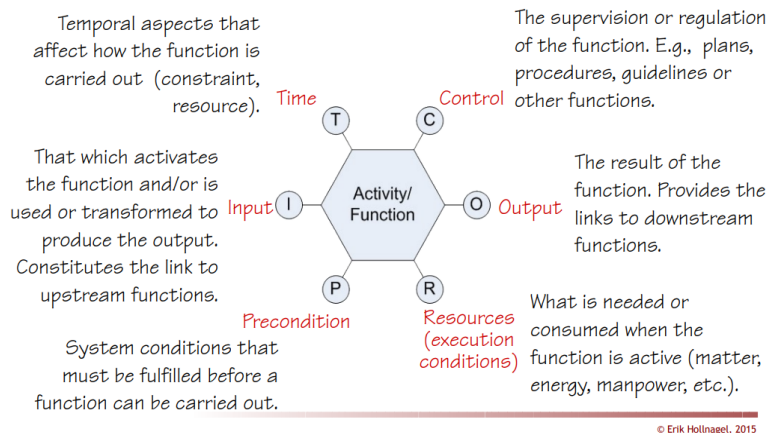 Temporal aspects that
affect how the function is
carried out (constraint,
resource).
Time
T
The supervision or regulation
of the function. E.g., plans,
procedures, guidelines or
other functions.
Control
C
That which activates
the function and/or is
used or transformed to
produce the output.
Constitutes the link to
upstream functions.
Input
I
Activity/
Function
O
Output
The result of the
function. Provides the
links to downstream
functions.
P
Precondition
System conditions that
must be fulfilled before a
function can be carried out.
R
Resources
(execution
conditions)
What is needed or
consumed when the
function is active (matter,
energy, manpower, etc.).
© Erik Hollnagel, 2015